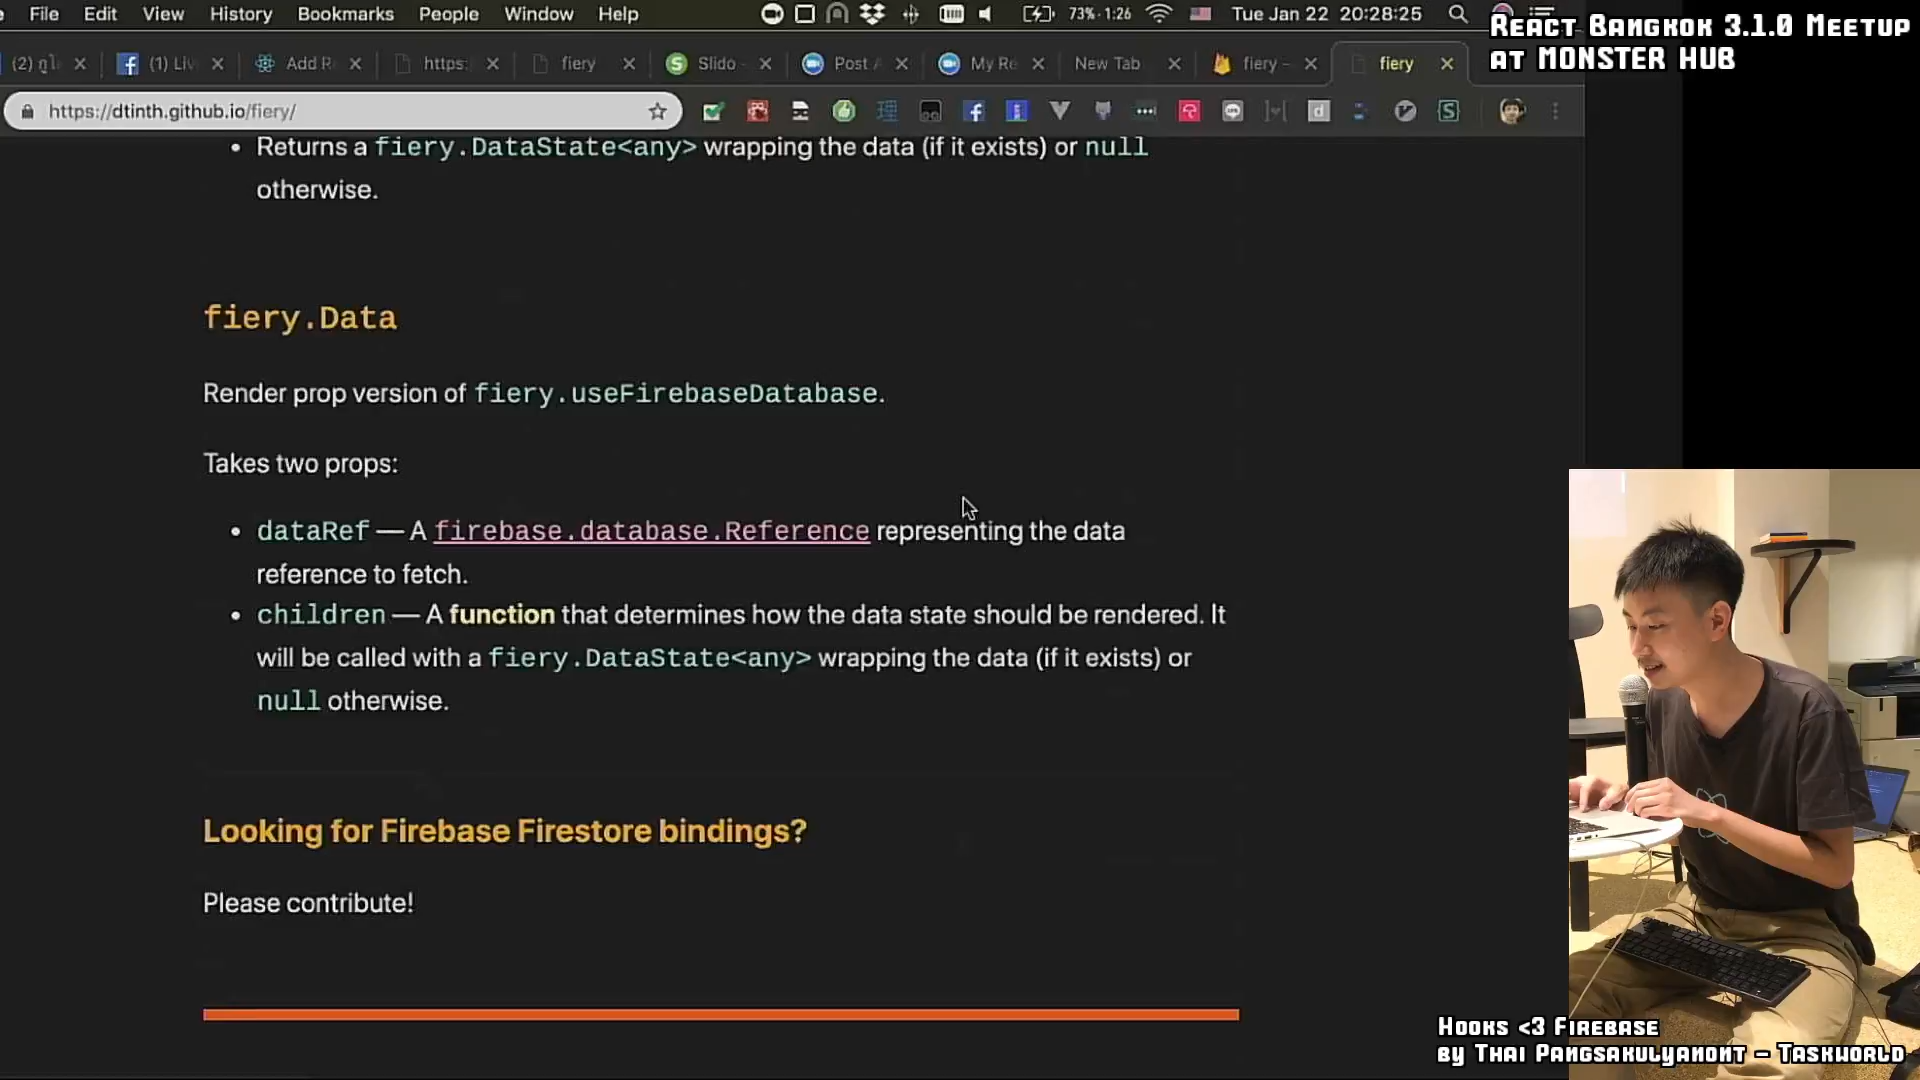 File Edit View History Bookmarks People Window Help
73% · 1:26
Tue Jan 22 20:28:25
React Bangkok 3.1.0 Meetup
at MONSTER HUB
(1) Liv
Add R
https:
fiery
Slido -
Post A
My Re
New Tab
fiery -
fiery
https://dtinth.github.io/fiery/
• Returns a fiery.DataState<any> wrapping the data (if it exists) or null
otherwise.
fiery.Data
Render prop version of fiery.useFirebaseDatabase.
Takes two props:
• dataRef — A firebase.database.Reference representing the data
reference to fetch.
• children — A function that determines how the data state should be rendered. It
will be called with a fiery.DataState<any> wrapping the data (if it exists) or
null otherwise.
Looking for Firebase Firestore bindings?
Please contribute!
Hooks <3 Firebase
by Thai Pangsakulyanont - Taskworld